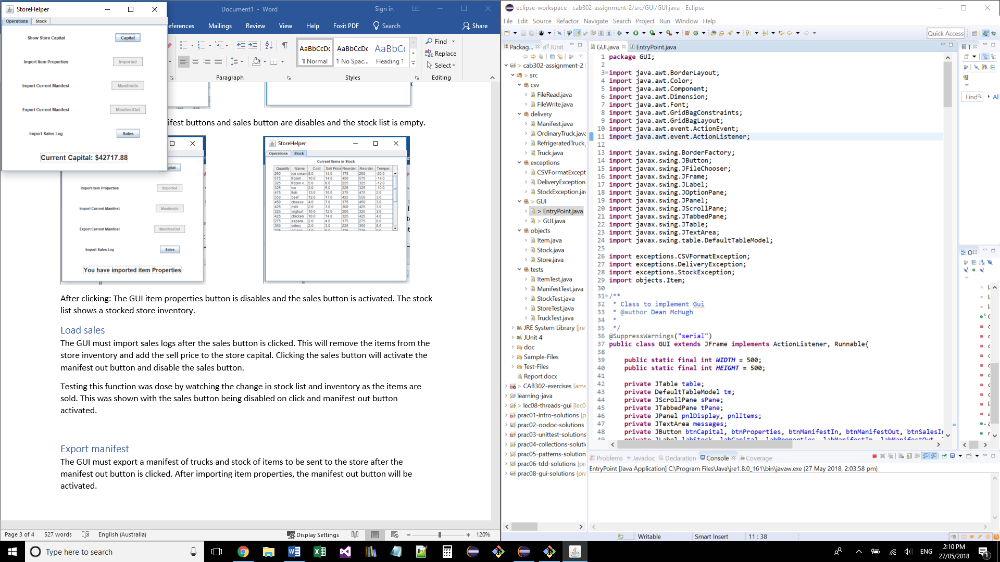 StoreHelper
Operations
Stock
Show Store Capital
Capital
Import Item Properties
Imported
Import Current Manifest
ManifestIn
Export Current Manifest
ManifestOut
Import Sales Log
Sales
Current Capital: $42717.88
Document1 - Word
Sign in
eferences
Mailings
Review
View
Help
Foxit PDF
Search
Share
AaBbCcDc
¶ Normal
AaBbCcDc
¶ No Spac...
AaBbCc
Heading 1
Find
Replace
Select
Paragraph
Styles
Editing
ifest buttons and sales button are disables and the stock list is empty.
Import Item Properties
Imported
Import Current Manifest
ManifestIn
Export Current Manifest
ManifestOut
Import Sales Log
Sales
You have imported item Properties
StoreHelper
Operations
Stock
Current Items in Stock
Quantity Name Cost Sell Price Reorder... Reorder... Temper...
250 ice cream 8.0 14.0 175 250 -20.0
575 frozen ... 10.0 14.0 450 575 -14.0
325 frozen v... 5.0 8.0 225 325 -12.0
325 ice 2.0 5.0 225 325 -10.0
475 fish 13.0 16.0 375 475 2.0
550 beef 12.0 17.0 425 550 3.0
450 cheese 4.0 7.0 375 450 3.0
425 milk 2.0 3.0 300 425 3.0
325 yoghurt 10.0 12.0 200 325 3.0
425 chicken 10.0 14.0 325 425 4.0
275 aspara... 2.0 4.0 175 275 8.0
350 celery 2.0 3.0 225 350 8.0
After clicking: The GUI item properties button is disables and the sales button is activated. The stock
list shows a stocked store inventory.
Load sales
The GUI must import sales logs after the sales button is clicked. This will remove the items from the
store inventory and add the sell price to the store capital. Clicking the sales button will activate the
manifest out button and disable the sales button.
Testing this function was dose by watching the change in stock list and inventory as the items are
sold. This was shown with the sales button being disabled on click and manifest out button
activated.
Export manifest
The GUI must export a manifest of trucks and stock of items to be sent to the store after the
manifest out button is clicked. After importing item properties, the manifest out button will be
activated.
Page 3 of 4
527 words
English (Australia)
Display Settings
120%
eclipse-workspace - cab302-assignment-2/src/GUI/GUI.java - Eclipse
File Edit Source Refactor Navigate Search Project Run Window Help
Quick Access
Packag...
JUnit
> cab302-assignment-2
> src
csv
FileRead.java
FileWrite.java
delivery
Manifest.java
OrdinaryTruck.java
RefrigeratedTruck.
Truck.java
exceptions
CSVFormatExcept
DeliveryException
StockException.jav
> GUI
> EntryPoint.java
> GUI.java
objects
Item.java
Stock.java
Store.java
tests
ItemTest.java
ManifestTest.java
StockTest.java
StoreTest.java
TruckTest.java
JRE System Library [jre
JUnit 4
doc
Sample-Files
Test-Files
Report.docx
> CAB302-exercises [ams
learning-java
> lec08-threads-gui [lec0
prac01-intro-solutions [p
prac02-oodoc-solutions
prac03-unittest-solutions
prac04-collections-soluti
prac05-patterns-solution
prac06-tdd-solutions [pr
prac08-gui-solutions [pra
GUI.java
EntryPoint.java
1 package GUI;
2
3 import java.awt.BorderLayout;
4 import java.awt.Color;
5 import java.awt.Component;
6 import java.awt.Dimension;
7 import java.awt.Font;
8 import java.awt.GridBagConstraints;
9 import java.awt.GridBagLayout;
10 import java.awt.event.ActionEvent;
11 import java.awt.event.ActionListener;
12
13 import javax.swing.BorderFactory;
14 import javax.swing.JButton;
15 import javax.swing.JFileChooser;
16 import javax.swing.JFrame;
17 import javax.swing.JLabel;
18 import javax.swing.JOptionPane;
19 import javax.swing.JPanel;
20 import javax.swing.JScrollPane;
21 import javax.swing.JTabbedPane;
22 import javax.swing.JTable;
23 import javax.swing.JTextArea;
24 import javax.swing.table.DefaultTableModel;
25
26 import exceptions.CSVFormatException;
27 import exceptions.DeliveryException;
28 import exceptions.StockException;
29 import objects.Item;
30
31 /**
32 * Class to implement Gui
33 * @author Dean McHugh
34 *
35 */
36 @SuppressWarnings("serial")
37 public class GUI extends JFrame implements ActionListener, Runnable{
38
39 public static final int WIDTH = 500;
40 public static final int HEIGHT = 500;
41
42 private JTable table;
43 private DefaultTableModel tm;
44 private JScrollPane sPane;
45 private JTabbedPane tPane;
46 private JPanel pnlDisplay, pnlItems;
47 private JTextArea messages;
48 private JButton btnCapital, btnProperties, btnManifestIn, btnManifestOut, btnSalesIn
Find
Al
Problems
Javadoc
Declaration
Console
Coverage
EntryPoint [Java Application] C:\Program Files\Java\jre1.8.0_161\bin\javaw.exe (27 May 2018, 2:03:58 pm)
Writable
Smart Insert
11 : 38
Type here to search
ENG
2:10 PM
27/05/2018
1